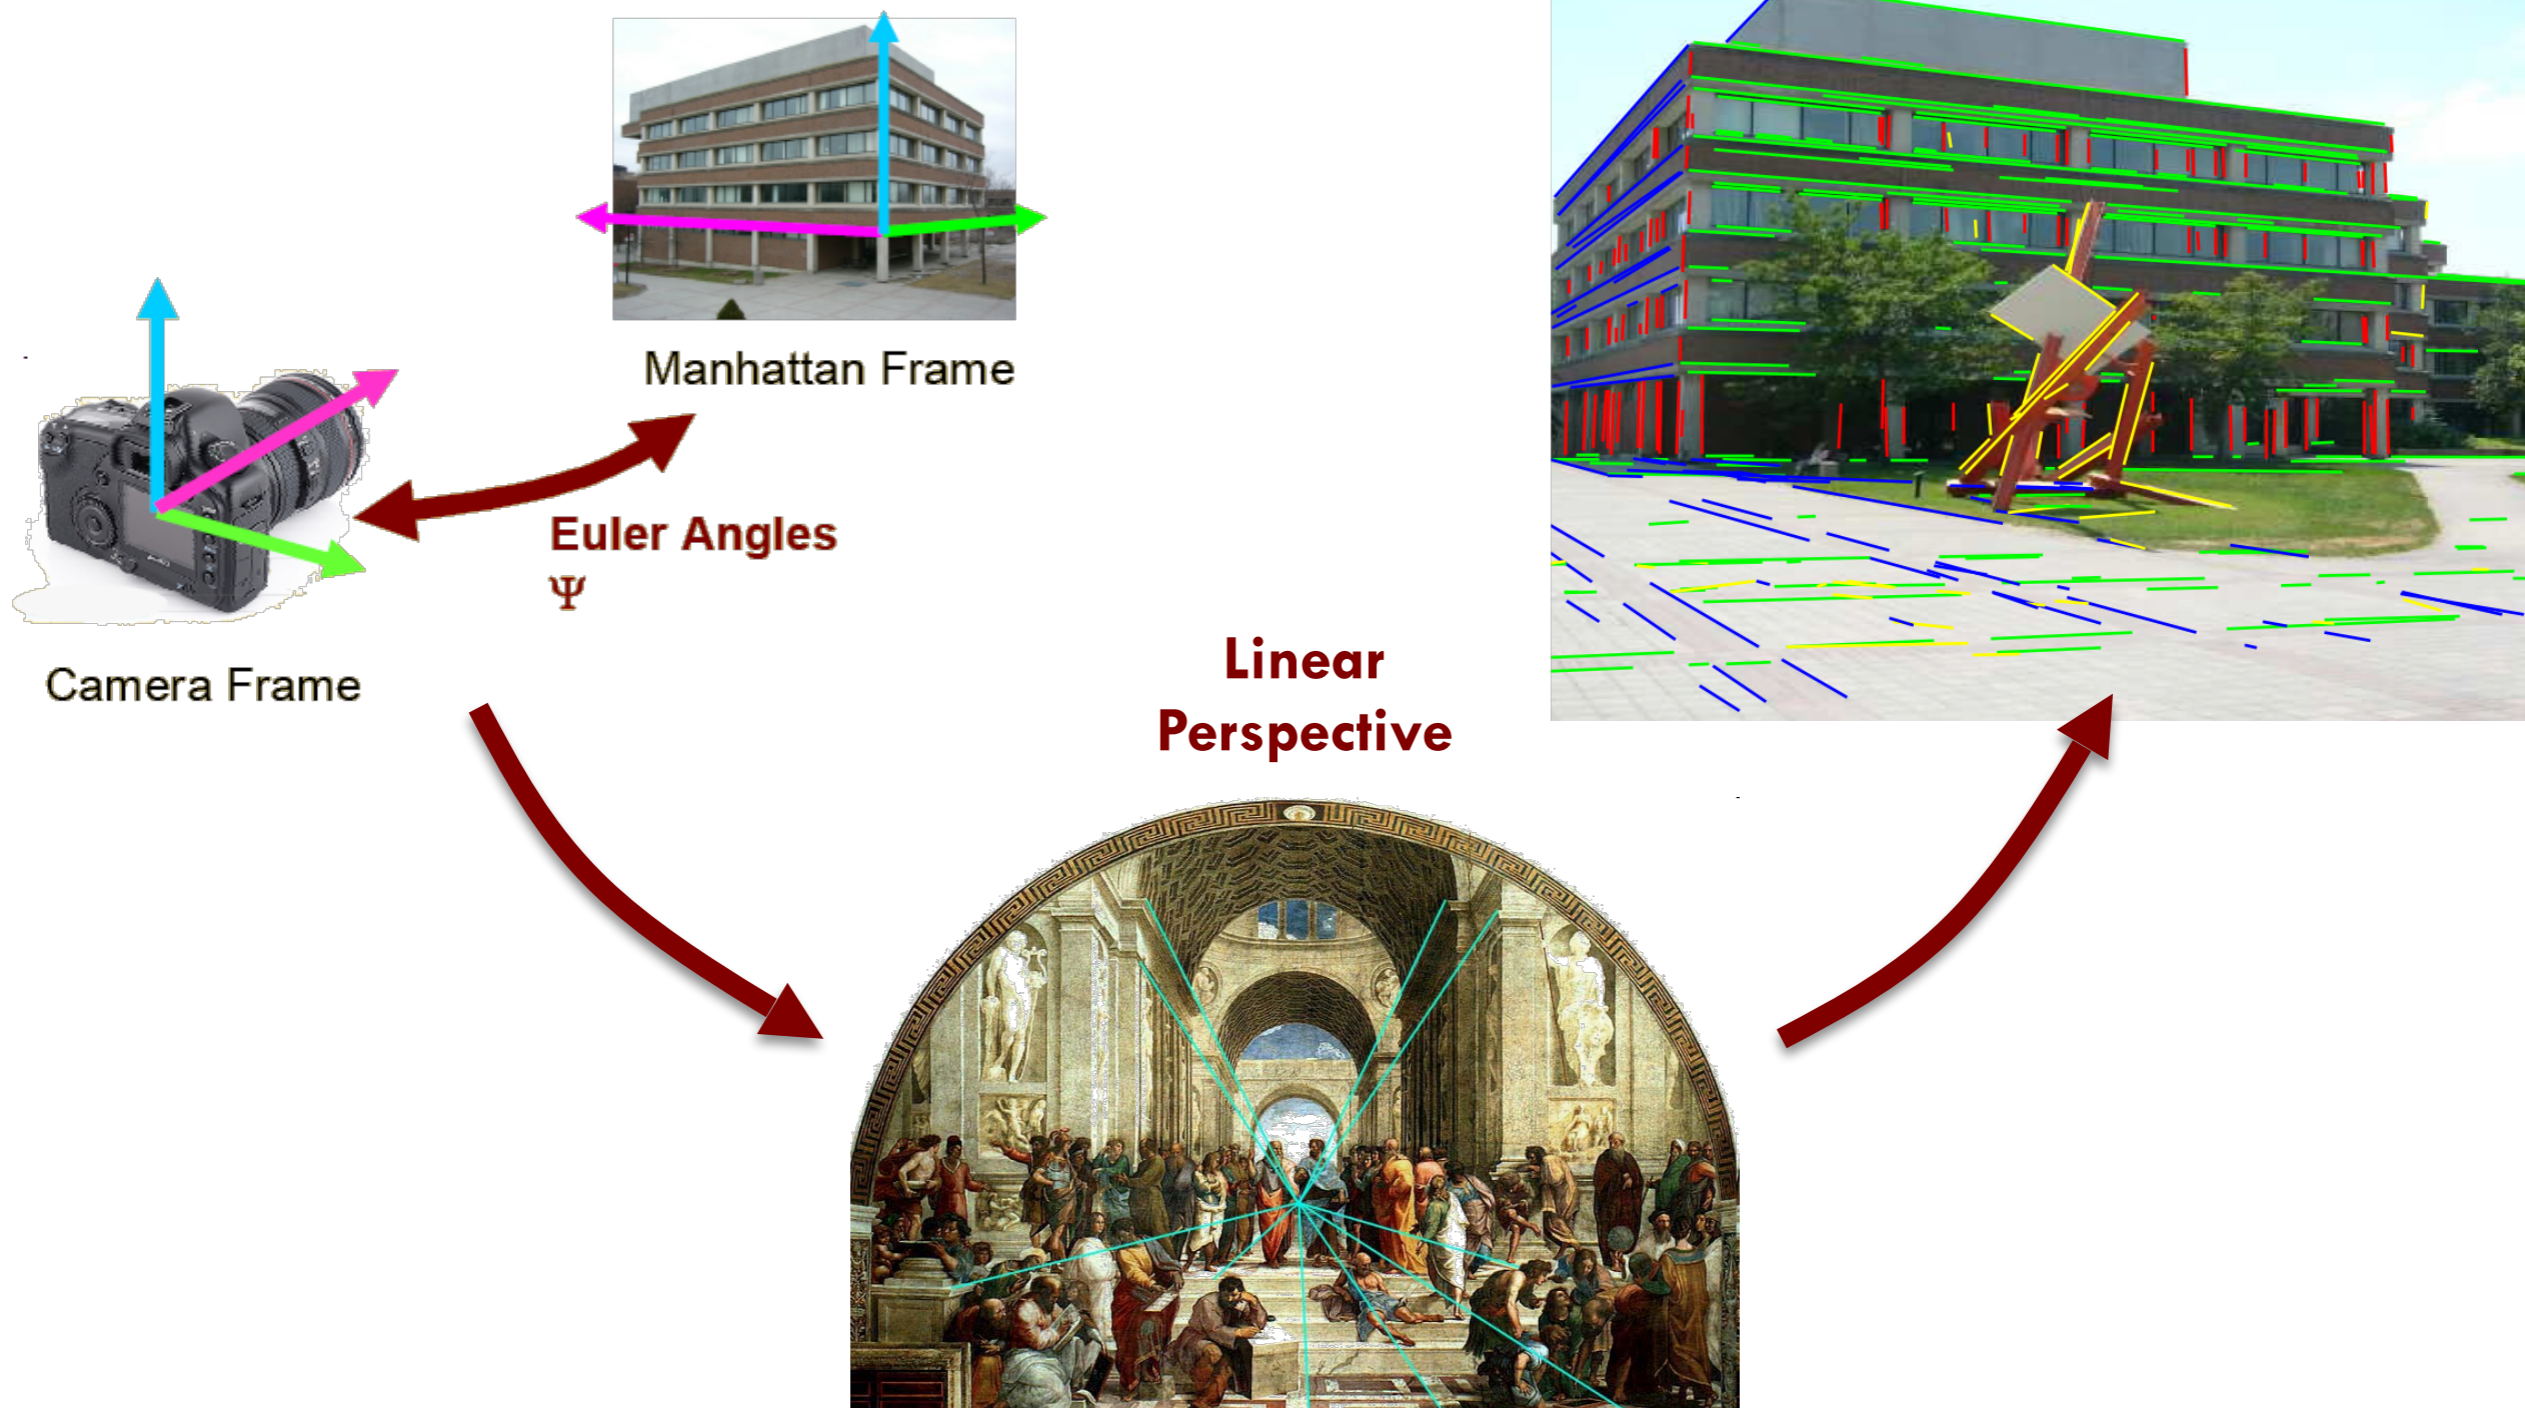 Manhattan Frame
Euler Angles
Ψ
Camera Frame
Linear
Perspective